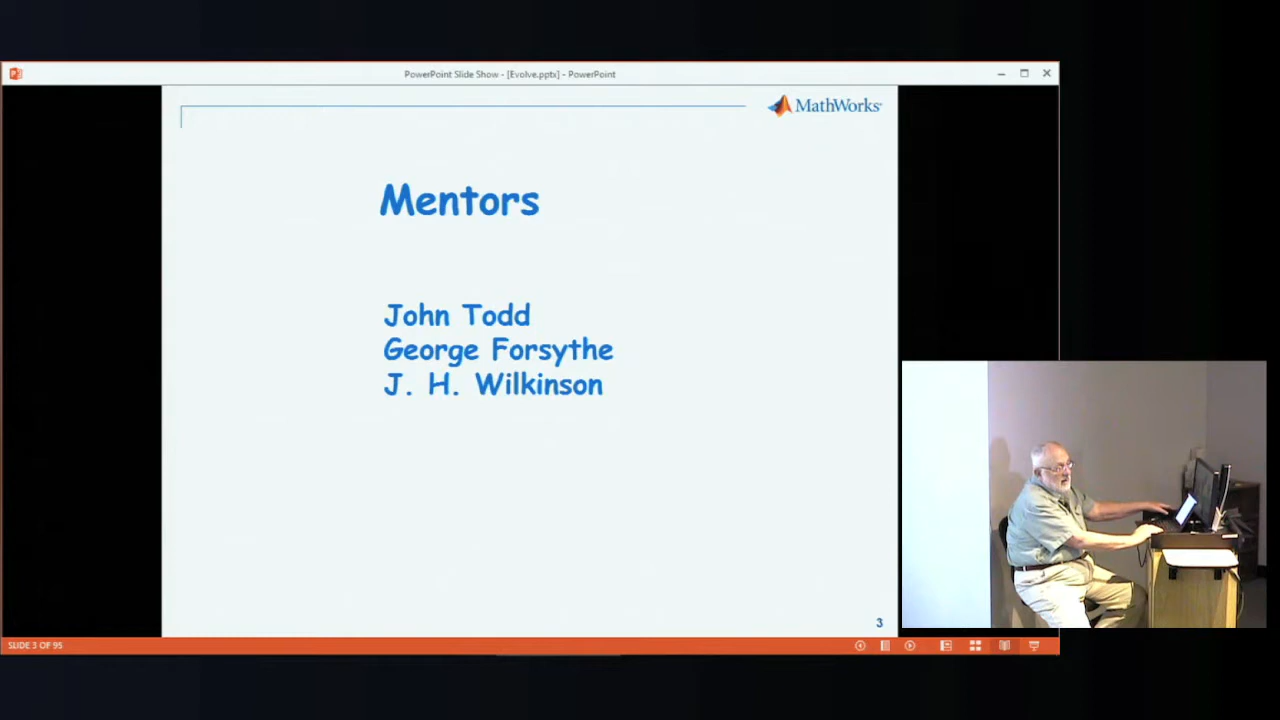 PowerPoint Slide Show - [Evolve.pptx] - PowerPoint
MathWorks®
Mentors
John Todd
George Forsythe
J. H. Wilkinson
3
SLIDE 3 OF 95